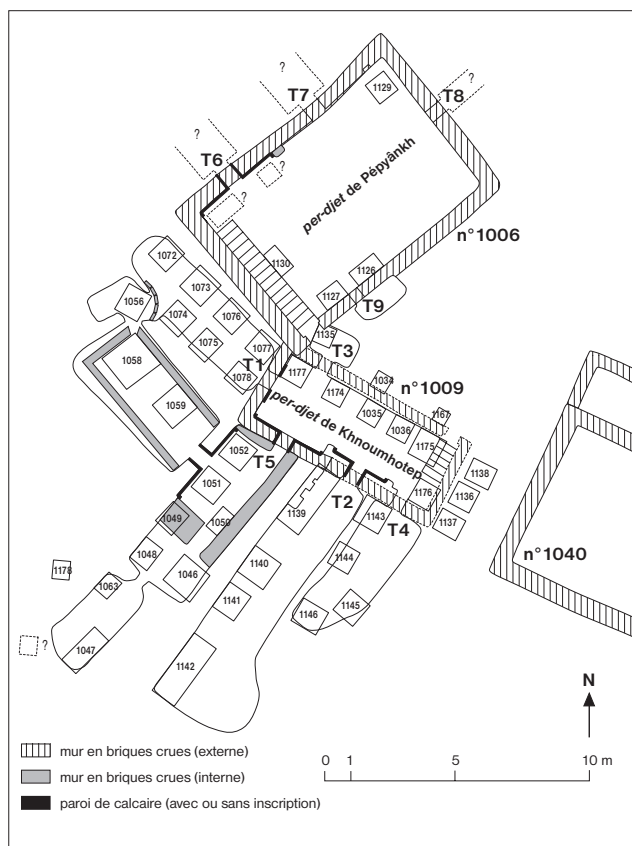 ?
?
?
T7
1129
T8
T6
?
?
per-djet de Pépyânkh
n°1006
1072
1130
1126
1073
1056
1127
1074
1076
T9
1135
1075
T3
1058
1077
T1
1078
1177
1034
n°1009
1174
per-djet de Khnoumhotep
1059
1035
1036
1175
1052
T5
1138
1051
T2
1176
1136
1139
1143
T4
1137
1049
1050
n°1040
1048
1144
1178
1046
1140
1063
1141
1145
1146
?
1047
1142
N
mur en briques crues (externe)
mur en briques crues (interne)
0 1 5 10 m
paroi de calcaire (avec ou sans inscription)